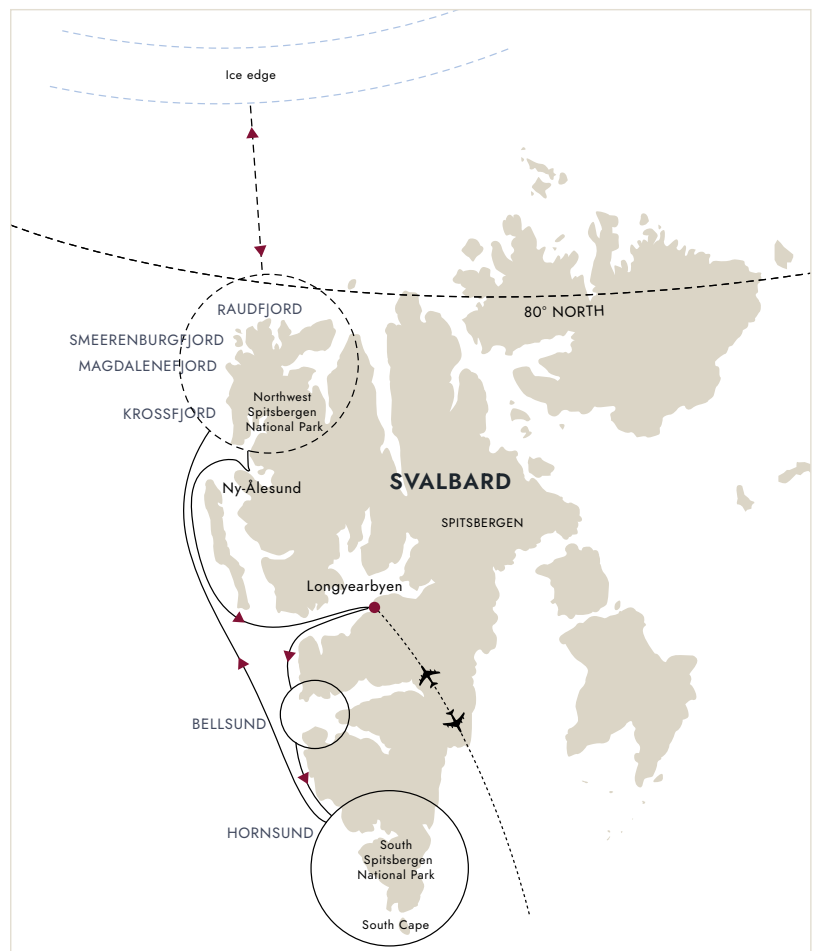 Ice edge
80° NORTH
RAUDFJORD
SMEERENBURGFJORD
MAGDALENEFJORD
Northwest
Spitsbergen
National Park
KROSSFJORD
SVALBARD
Ny-Ålesund
SPITSBERGEN
Longyearbyen
BELLSUND
HORNSUND
South
Spitsbergen
National Park
South Cape